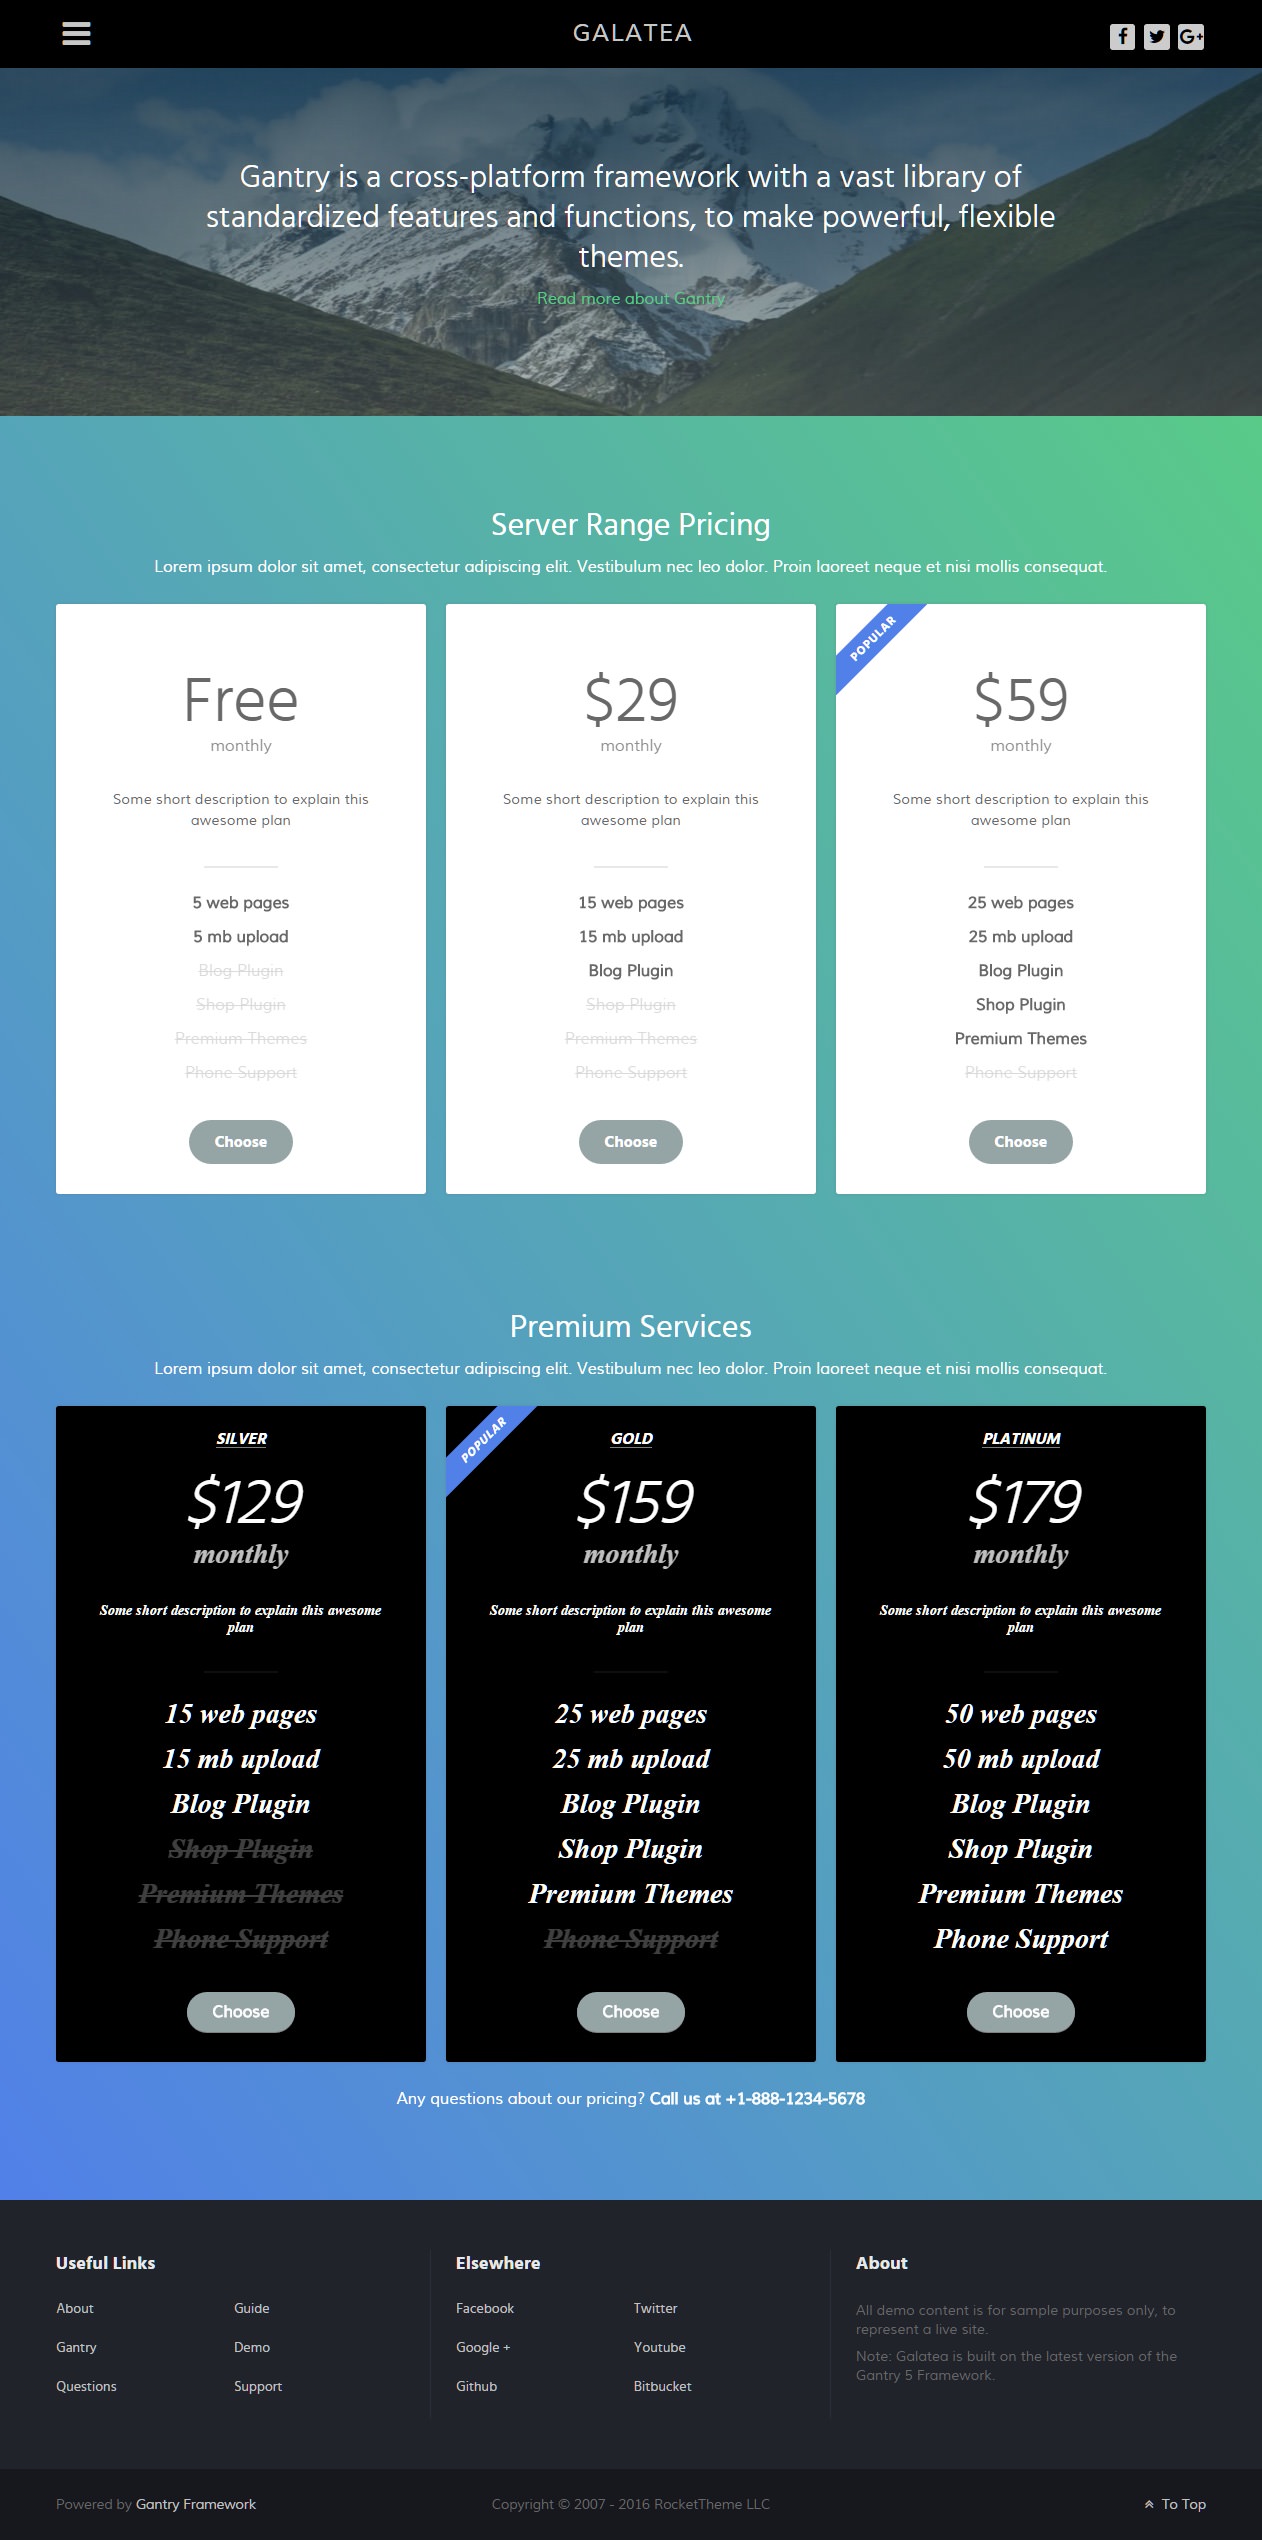 GALATEA
Gantry is a cross-platform framework with a vast library of
standardized features and functions, to make powerful, flexible
themes.
Read more about Gantry
Server Range Pricing
Lorem ipsum dolor sit amet, consectetur adipiscing elit. Vestibulum nec leo dolor. Proin laoreet neque et nisi mollis consequat.
Free
monthly
Some short description to explain this
awesome plan
5 web pages
5 mb upload
Blog Plugin
Shop Plugin
Premium Themes
Phone Support
Choose
$29
monthly
Some short description to explain this
awesome plan
15 web pages
15 mb upload
Blog Plugin
Shop Plugin
Premium Themes
Phone Support
Choose
POPULAR
$59
monthly
Some short description to explain this
awesome plan
25 web pages
25 mb upload
Blog Plugin
Shop Plugin
Premium Themes
Phone Support
Choose
Premium Services
Lorem ipsum dolor sit amet, consectetur adipiscing elit. Vestibulum nec leo dolor. Proin laoreet neque et nisi mollis consequat.
SILVER
$129
monthly
Some short description to explain this awesome
plan
15 web pages
15 mb upload
Blog Plugin
Shop Plugin
Premium Themes
Phone Support
Choose
POPULAR
GOLD
$159
monthly
Some short description to explain this awesome
plan
25 web pages
25 mb upload
Blog Plugin
Shop Plugin
Premium Themes
Phone Support
Choose
PLATINUM
$179
monthly
Some short description to explain this awesome
plan
50 web pages
50 mb upload
Blog Plugin
Shop Plugin
Premium Themes
Phone Support
Choose
Any questions about our pricing? Call us at +1-888-1234-5678
Useful Links
About
Guide
Gantry
Demo
Questions
Support
Elsewhere
Facebook
Twitter
Google +
Youtube
Github
Bitbucket
About
All demo content is for sample purposes only, to
represent a live site.
Note: Galatea is built on the latest version of the
Gantry 5 Framework.
Powered by Gantry Framework
Copyright © 2007 - 2016 RocketTheme LLC
To Top